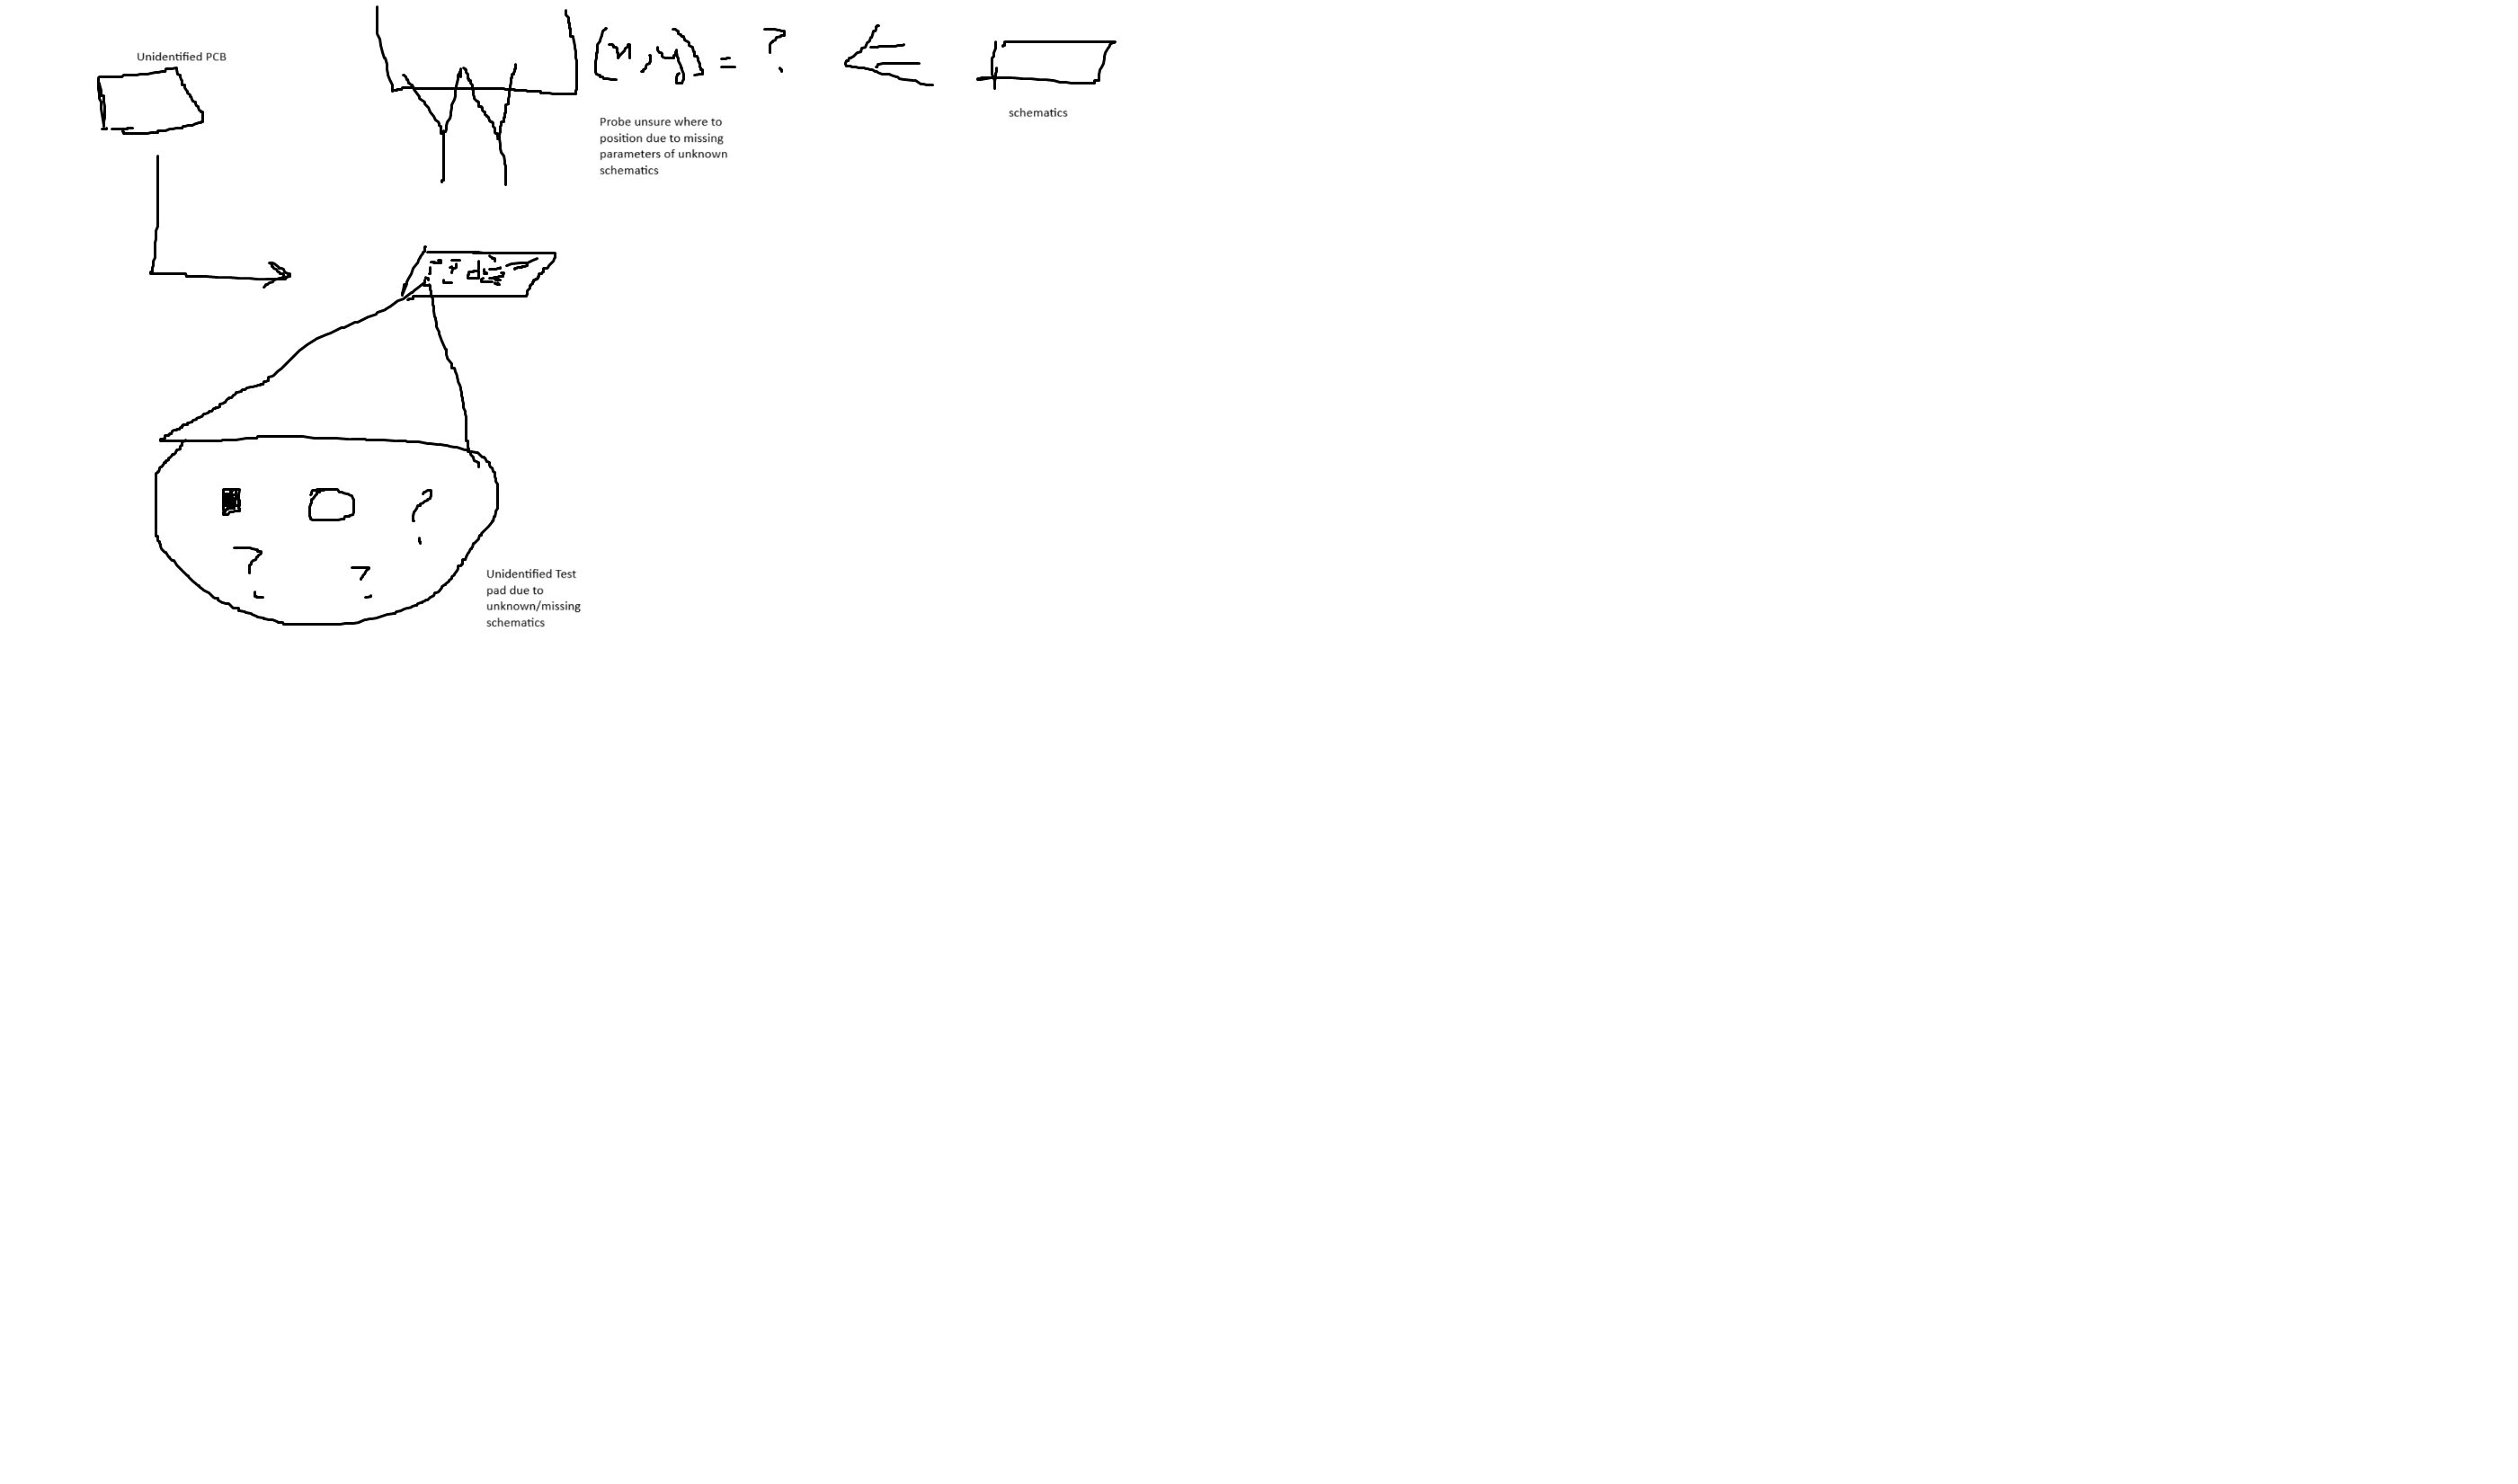 Unidentified PCB
(x,y) = ?
Probe unsure where to
position due to missing
parameters of unknown
schematics
schematics
?
?
?
Unidentified Test
pad due to
unknown/missing
schematics